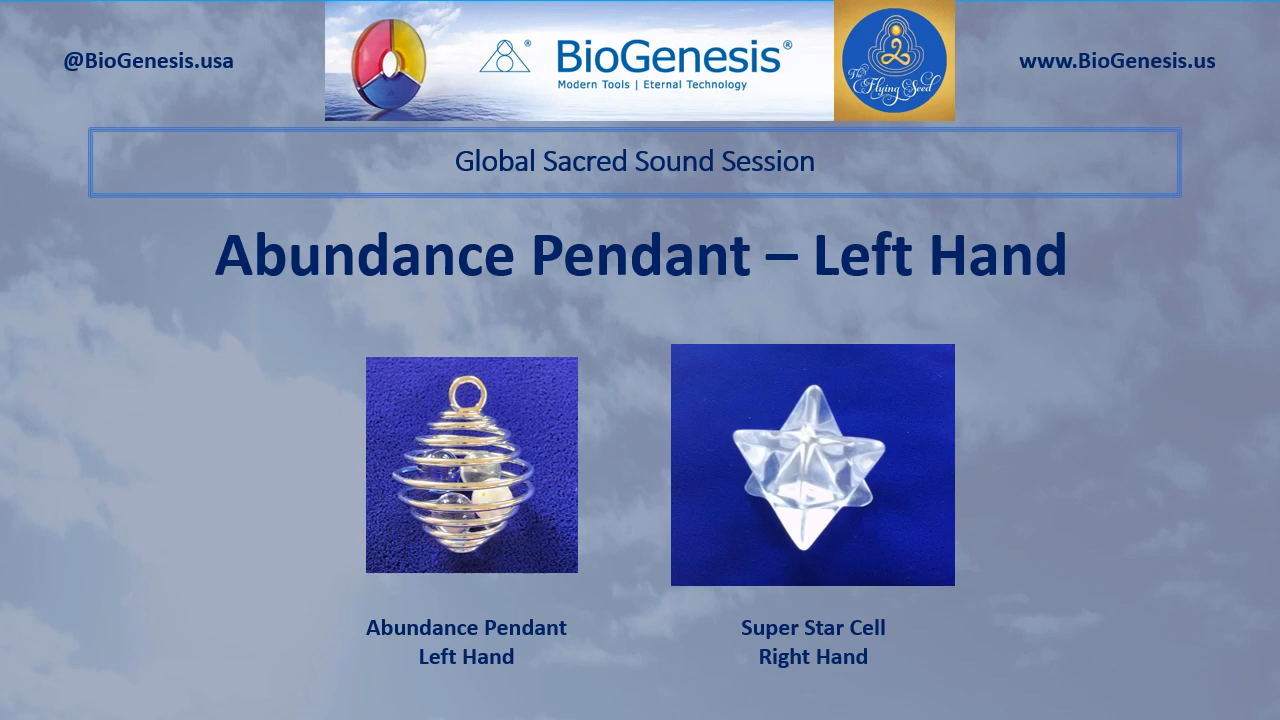 @BioGenesis.usa
BioGenesis®
Modern Tools | Eternal Technology
®
The
Flying Seed
www.BioGenesis.us
Global Sacred Sound Session
Abundance Pendant – Left Hand
Abundance Pendant
Left Hand
Super Star Cell
Right Hand